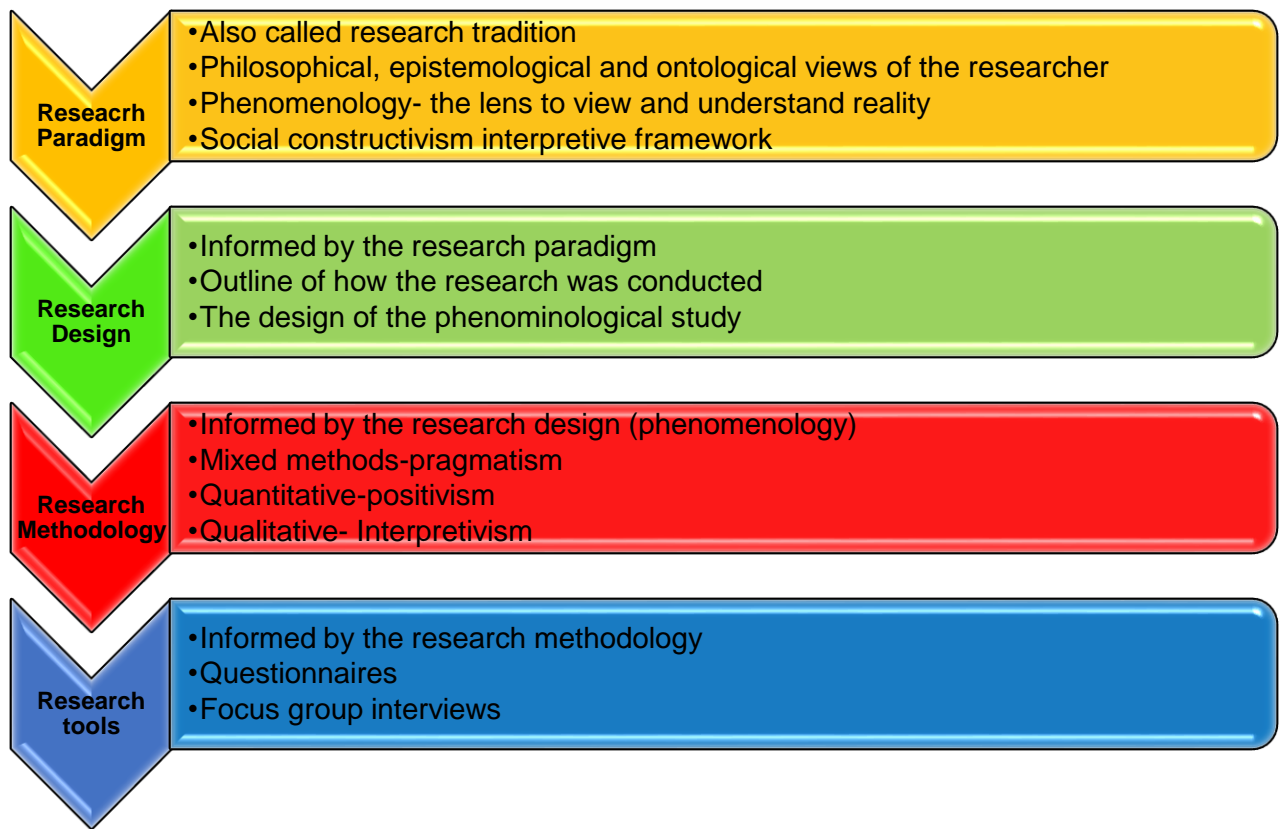 Reseacrh
Paradigm
•Also called research tradition
•Philosophical, epistemological and ontological views of the researcher
•Phenomenology- the lens to view and understand reality
•Social constructivism interpretive framework
Research
Design
•Informed by the research paradigm
•Outline of how the research was conducted
•The design of the phenominological study
Research
Methodology
•Informed by the research design (phenomenology)
•Mixed methods-pragmatism
•Quantitative-positivism
•Qualitative- Interpretivism
Research
tools
•Informed by the research methodology
•Questionnaires
•Focus group interviews